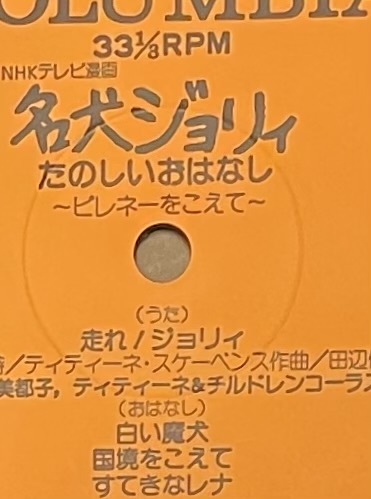 COLUMBIA
33⅓RPM
NHKテレビ漫画
名犬ジョリィ
たのしいおはなし
～ピレネーをこえて～
(うた)
走れ!ジョリィ
/ティティーネ・スケーペンス作曲/田辺
美都子，ティティーネ&チルドレンコーラス
(おはなし)
白い魔犬
国境をこえて
すてきなレナ